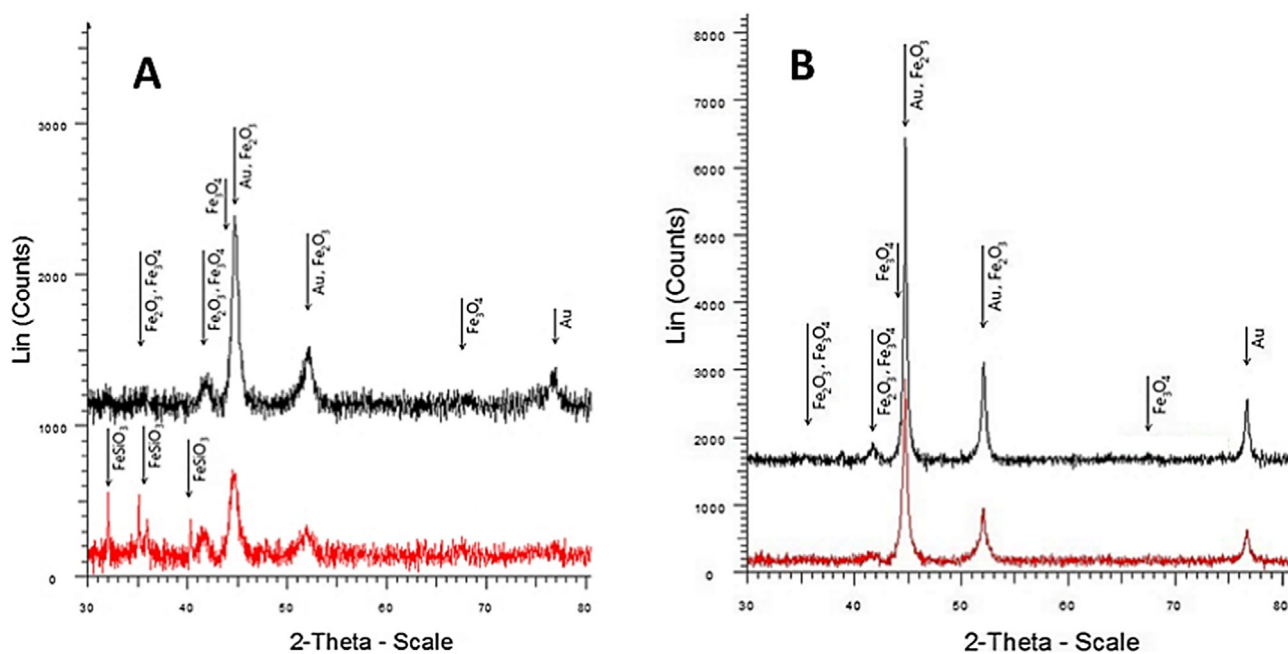 A
Lin (Counts)
3000
2000
1000
0
Fe₂O₃, Fe₃O₄
Fe₂O₃, Fe₃O₄
Fe₃O₄
Au, Fe₂O₃
Au, Fe₂O₃
Fe₃O₄
Au
FeSiO₃
FeSiO₃
FeSiO₃
30 40 50 60 70 80
2-Theta - Scale
B
Lin (Counts)
8000
7000
6000
5000
4000
3000
2000
1000
0
Fe₂O₃, Fe₃O₄
Fe₂O₃, Fe₃O₄
Fe₃O₄
Au, Fe₂O₃
Au, Fe₂O₃
Fe₃O₄
Au
30 40 50 60 70 80
2-Theta - Scale